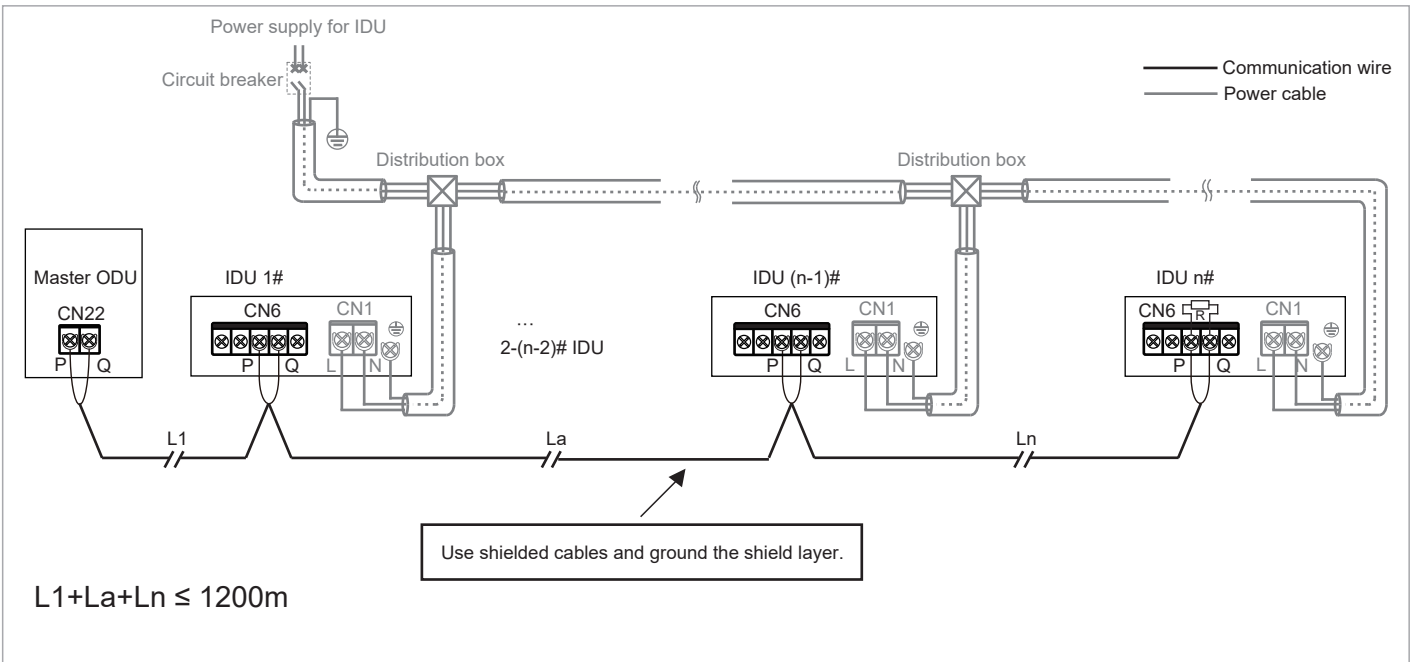 Power supply for IDU
Circuit breaker
Communication wire
Power cable
Distribution box
Distribution box
Master ODU
CN22
P Q
IDU 1#
CN6
CN1
P Q
L N
...
2-(n-2)# IDU
IDU (n-1)#
CN6
CN1
P Q
L N
IDU n#
CN6
R
CN1
P Q
L N
L1
La
Ln
Use shielded cables and ground the shield layer.
L1+La+Ln ≤ 1200m